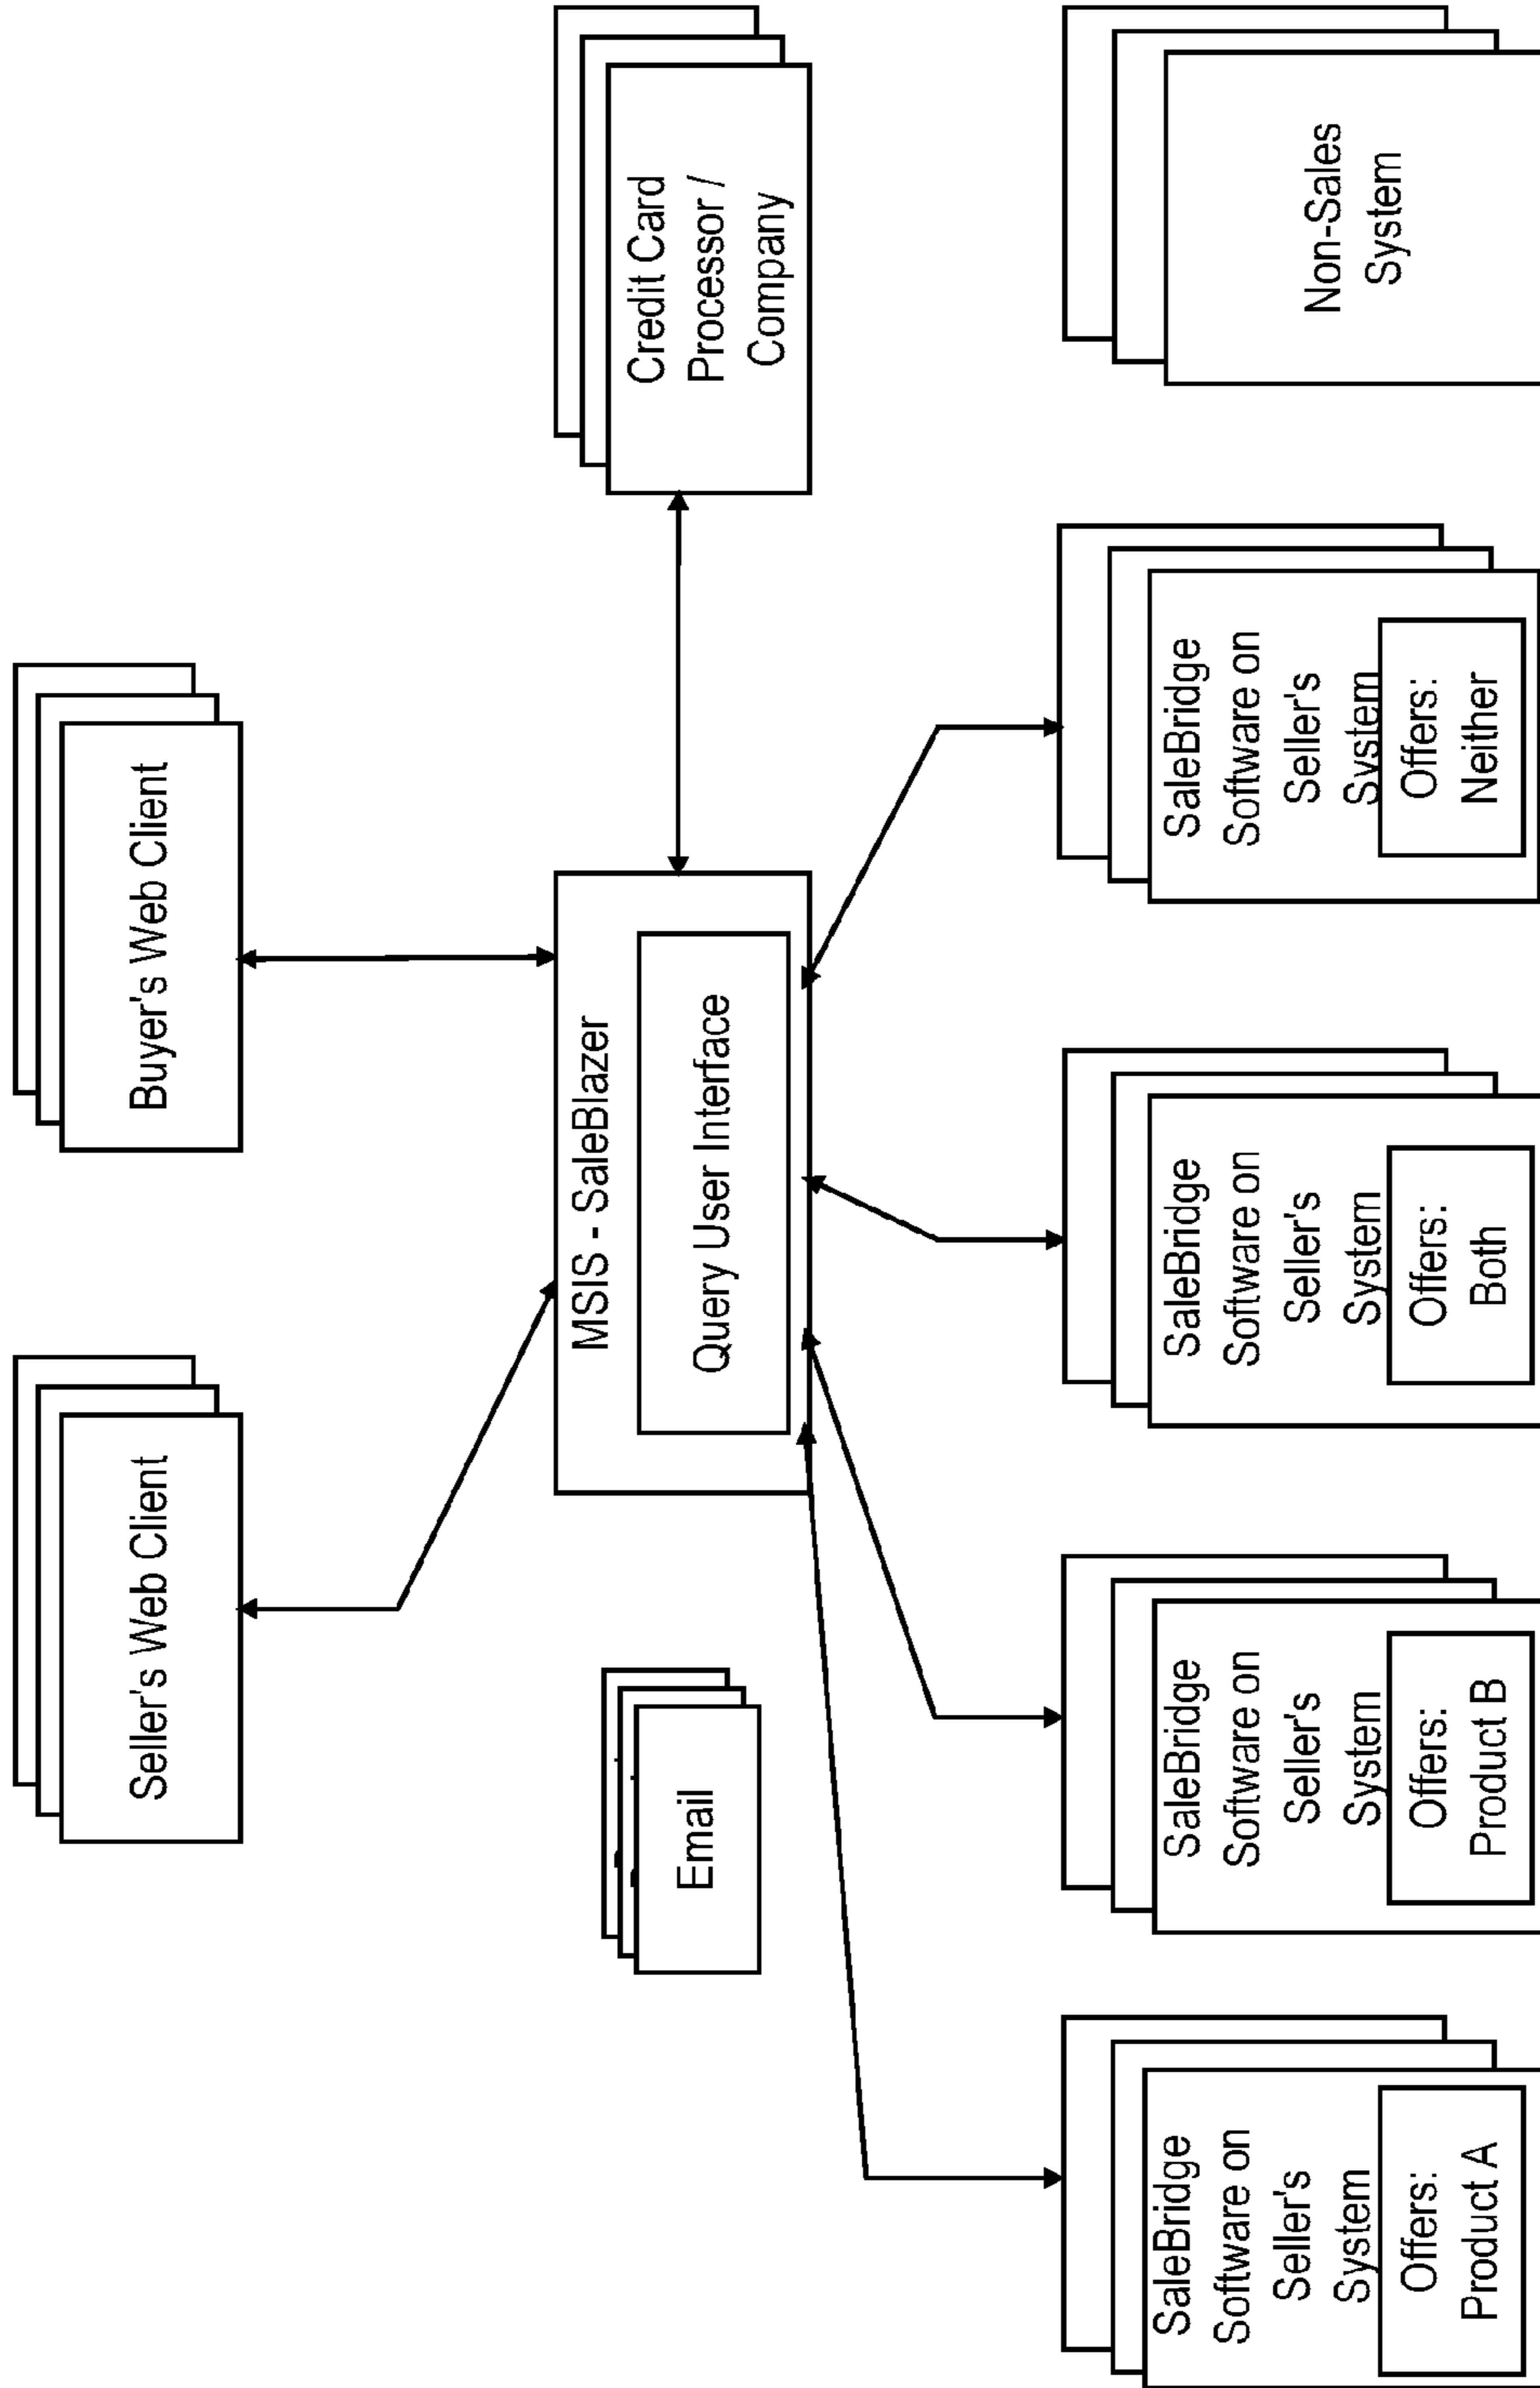 Seller's Web Client
Buyer's Web Client
Email
MSIS - SaleBlazer
Query User Interface
Credit Card
Processor /
Company
SaleBridge
Software on
Seller's
System
Offers:
Product A
SaleBridge
Software on
Seller's
System
Offers:
Product B
SaleBridge
Software on
Seller's
System
Offers:
Both
SaleBridge
Software on
Seller's
System
Offers:
Neither
Non-Sales
System